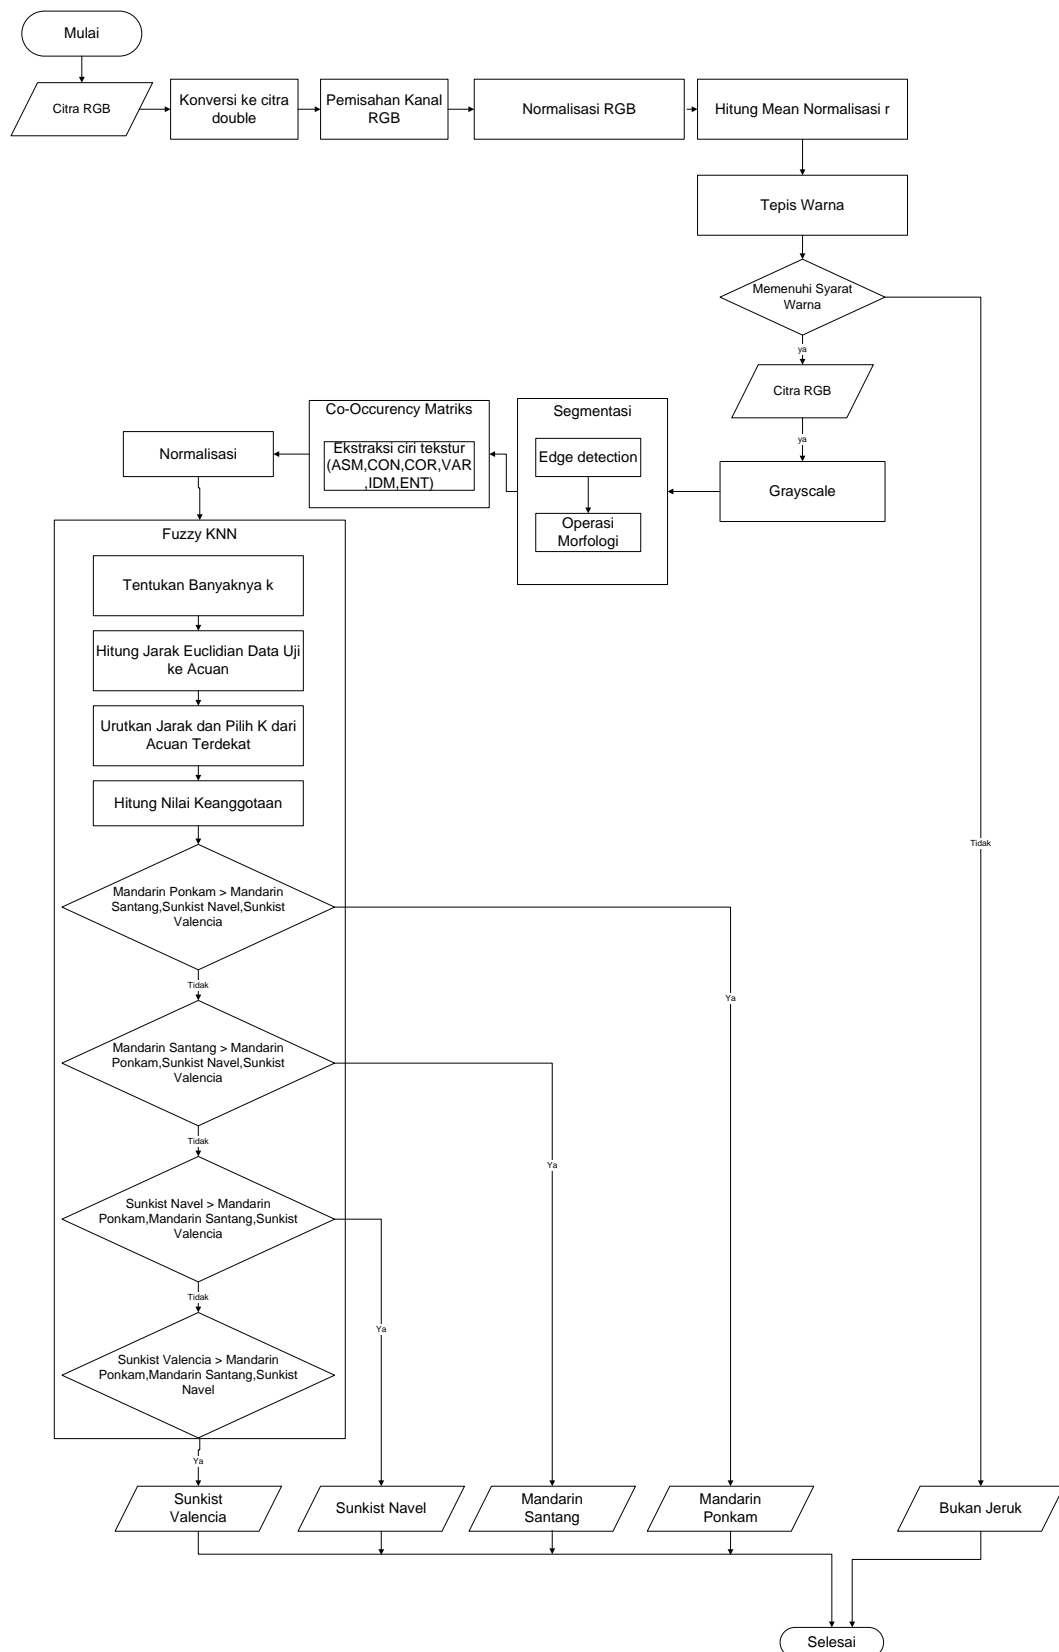 Mulai
Citra RGB
Konversi ke citra
double
Pemisahan Kanal
RGB
Normalisasi RGB
Hitung Mean Normalisasi r
Tepis Warna
Memenuhi Syarat
Warna
ya
Citra RGB
ya
Grayscale
Segmentasi
Edge detection
Operasi
Morfologi
Co-Occurency Matriks
Ekstraksi ciri tekstur
(ASM,CON,COR,VAR
,IDM,ENT)
Normalisasi
Fuzzy KNN
Tentukan Banyaknya k
Hitung Jarak Euclidian Data Uji
ke Acuan
Urutkan Jarak dan Pilih K dari
Acuan Terdekat
Hitung Nilai Keanggotaan
Mandarin Ponkam > Mandarin
Santang,Sunkist Navel,Sunkist
Valencia
Tidak
Ya
Tidak
Mandarin Santang > Mandarin
Ponkam,Sunkist Navel,Sunkist
Valencia
Tidak
Ya
Sunkist Navel > Mandarin
Ponkam,Mandarin Santang,Sunkist
Valencia
Tidak
Ya
Sunkist Valencia > Mandarin
Ponkam,Mandarin Santang,Sunkist
Navel
Ya
Sunkist
Valencia
Sunkist Navel
Mandarin
Santang
Mandarin
Ponkam
Bukan Jeruk
Selesai